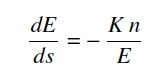 dE/ds = − K n/E